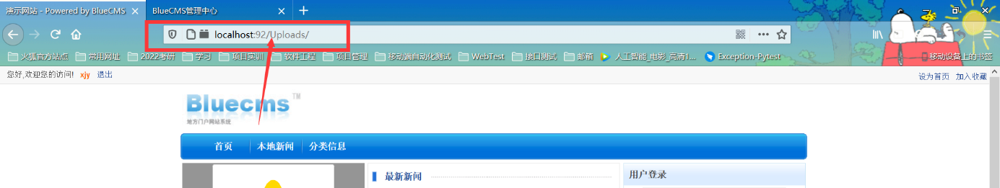 演示网站 - Powered by BlueCMS
BlueCMS管理中心
localhost:92/Uploads/
火狐官方站点 常用网址 2022考研 学习 项目实训 软件工程 项目管理 移动端自动化测试 WebTest 接口测试 邮箱 人工智能_电影_高清1... Exception-Pytest 移动设备上的书签
您好,欢迎您的访问! xjy 退出 设为首页 加入收藏
Bluecms TM
地方门户网站系统
首页 本地新闻 分类信息
最新新闻 用户登录